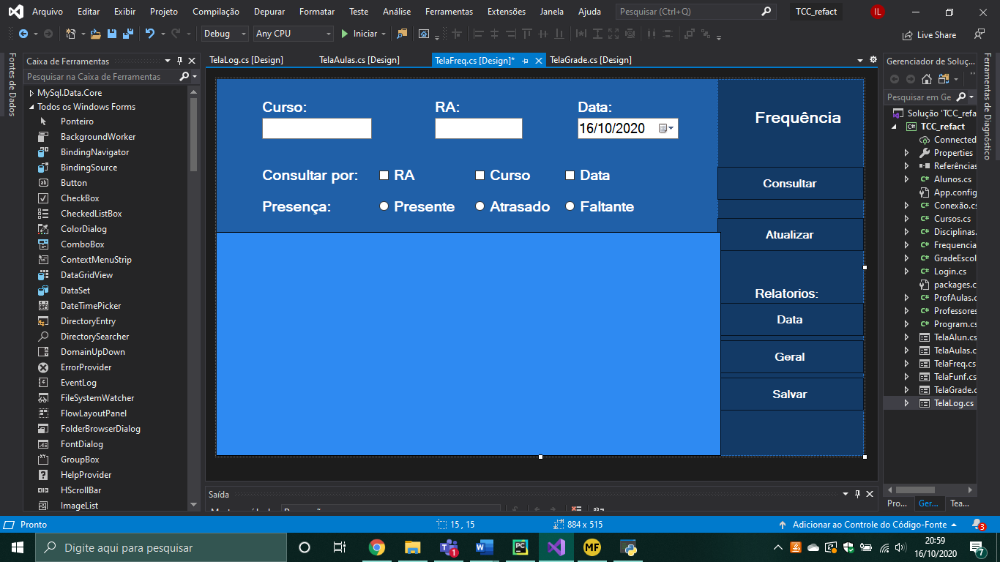 Arquivo Editar Exibir Projeto Compilação Depurar Formatar Teste Análise Ferramentas Extensões Janela Ajuda Pesquisar (Ctrl+Q) TCC_refact IL
Debug Any CPU Iniciar Live Share
Fontes de Dados
Caixa de Ferramentas
Pesquisar na Caixa de Ferramentas
MySql.Data.Core
Todos os Windows Forms
Ponteiro
BackgroundWorker
BindingNavigator
BindingSource
Button
CheckBox
CheckedListBox
ColorDialog
ComboBox
ContextMenuStrip
DataGridView
DataSet
DateTimePicker
DirectoryEntry
DirectorySearcher
DomainUpDown
ErrorProvider
EventLog
FileSystemWatcher
FlowLayoutPanel
FolderBrowserDialog
FontDialog
GroupBox
HelpProvider
HScrollBar
ImageList
TelaLog.cs [Design] TelaAulas.cs [Design] TelaFreq.cs [Design]* TelaGrade.cs [Design]
Curso: RA: Data:
16/10/2020
Consultar por: RA Curso Data
Presença: Presente Atrasado Faltante
Frequência
Consultar
Atualizar
Relatorios:
Data
Geral
Salvar
Saída
Gerenciador de Soluç...
Pesquisar em Ge
Solução 'TCC_refa
TCC_refact
Connected
Properties
Referências
Alunos.cs
App.config
Conexão.cs
Cursos.cs
Disciplinas.
Frequencia
GradeEscol
Login.cs
packages.c
ProfAulas.c
Professores
Program.cs
TelaAlun.cs
TelaAulas.c
TelaFreq.cs
TelaFunf.cs
TelaGrade.c
TelaLog.cs
Pro... Ger... Tea...
Ferramentas de Diagnóstico
Pronto 15 , 15 884 x 515 Adicionar ao Controle do Código-Fonte 3
Digite aqui para pesquisar 1 PC MF 20:59
16/10/2020 7